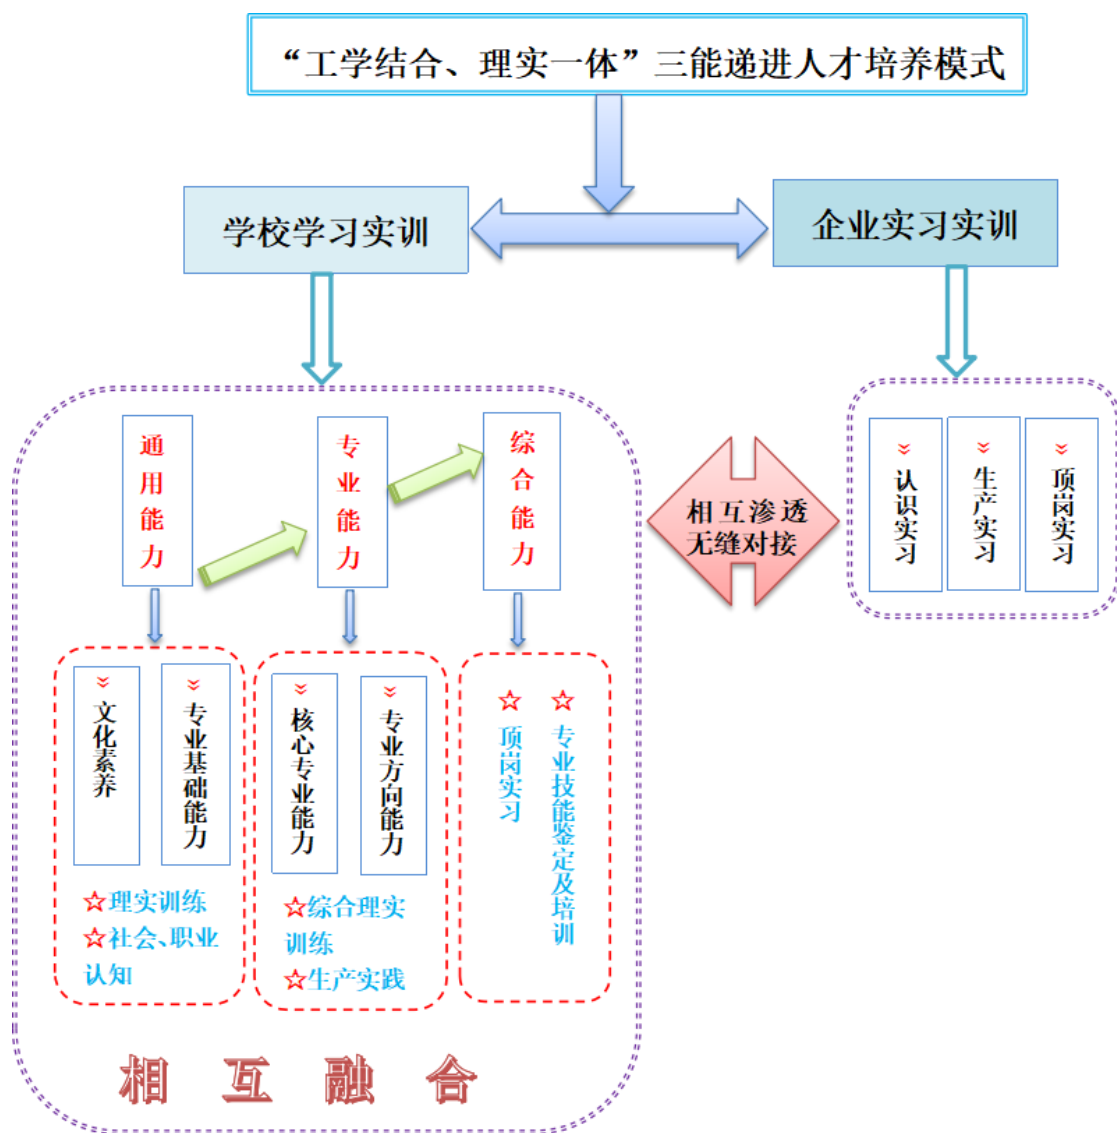 “工学结合、理实一体”三能递进人才培养模式
学校学习实训
企业实习实训
通用能力
专业能力
综合能力
相互渗透
无缝对接
认识实习
生产实习
顶岗实习
文化素养
专业基础能力
☆理实训练
☆社会、职业
认知
核心专业能力
专业方向能力
☆综合理实
训练
☆生产实践
☆顶岗实习
☆专业技能鉴定及培训
相互融合